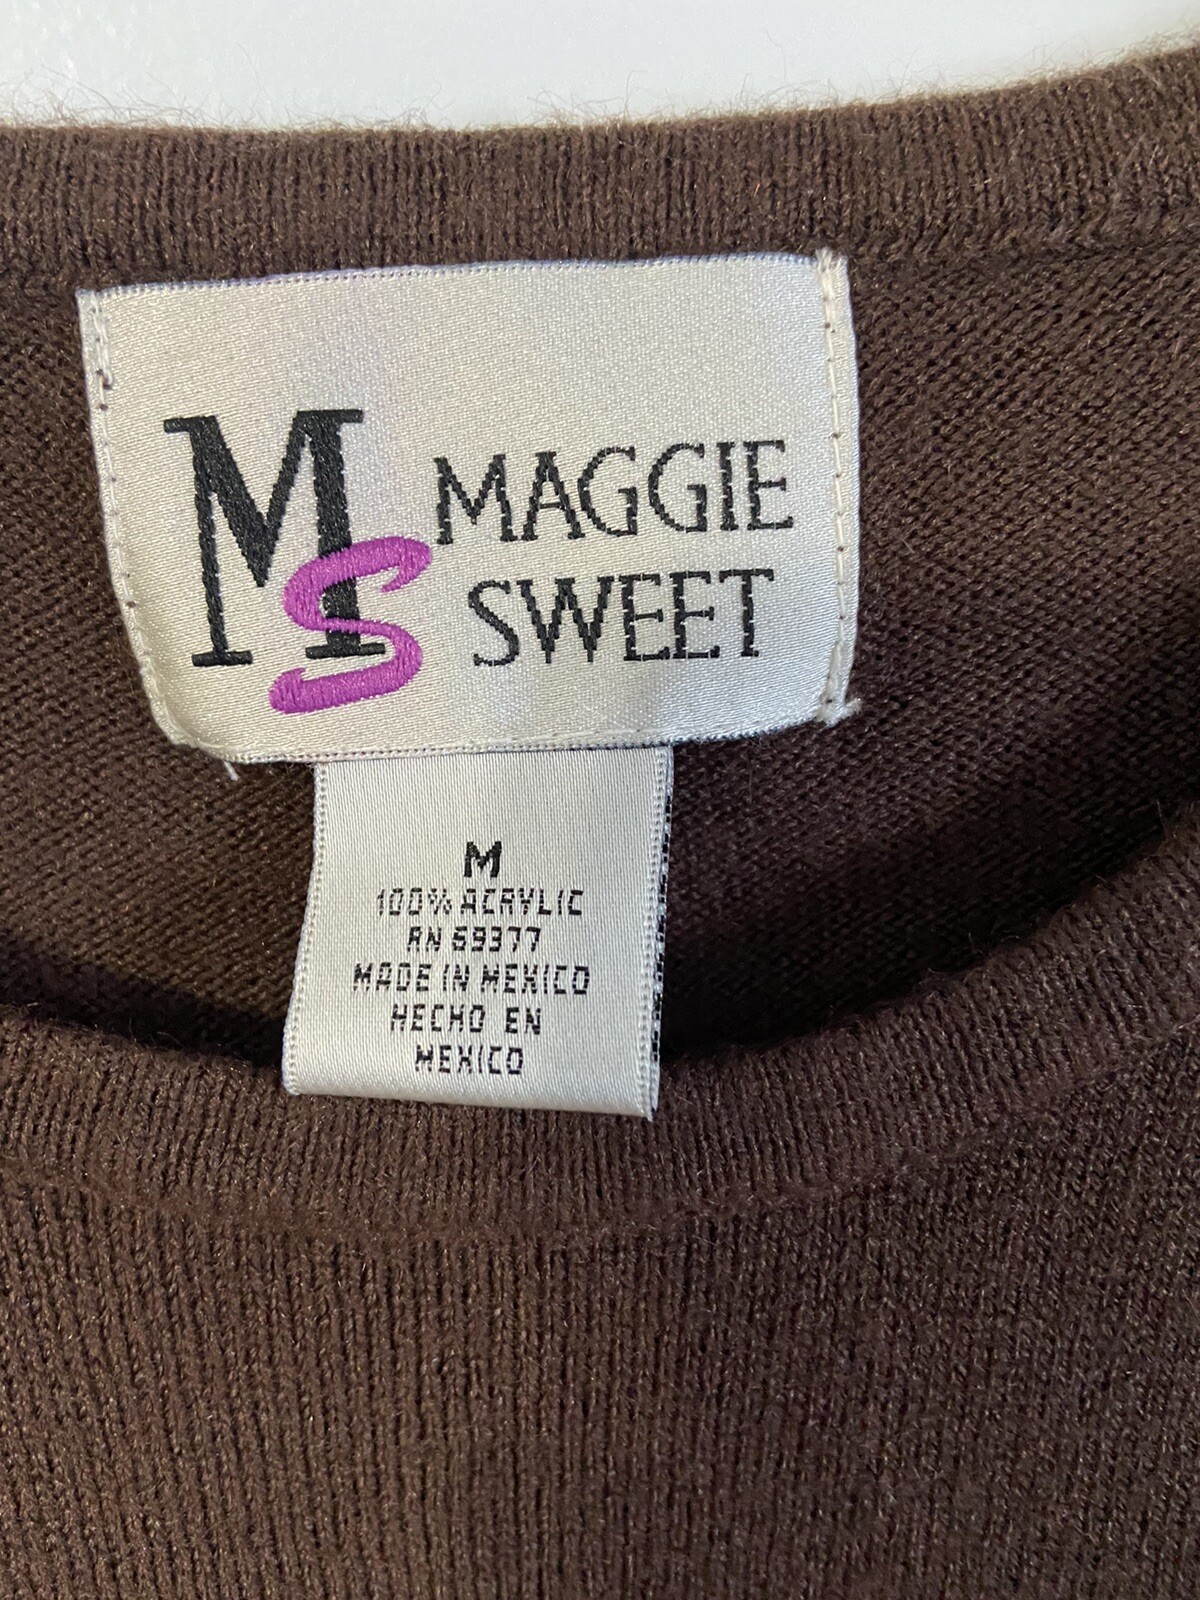 MS
MAGGIE
SWEET
M
100% ACRYLIC
RN 69377
MADE IN MEXICO
HECHO EN
MEXICO